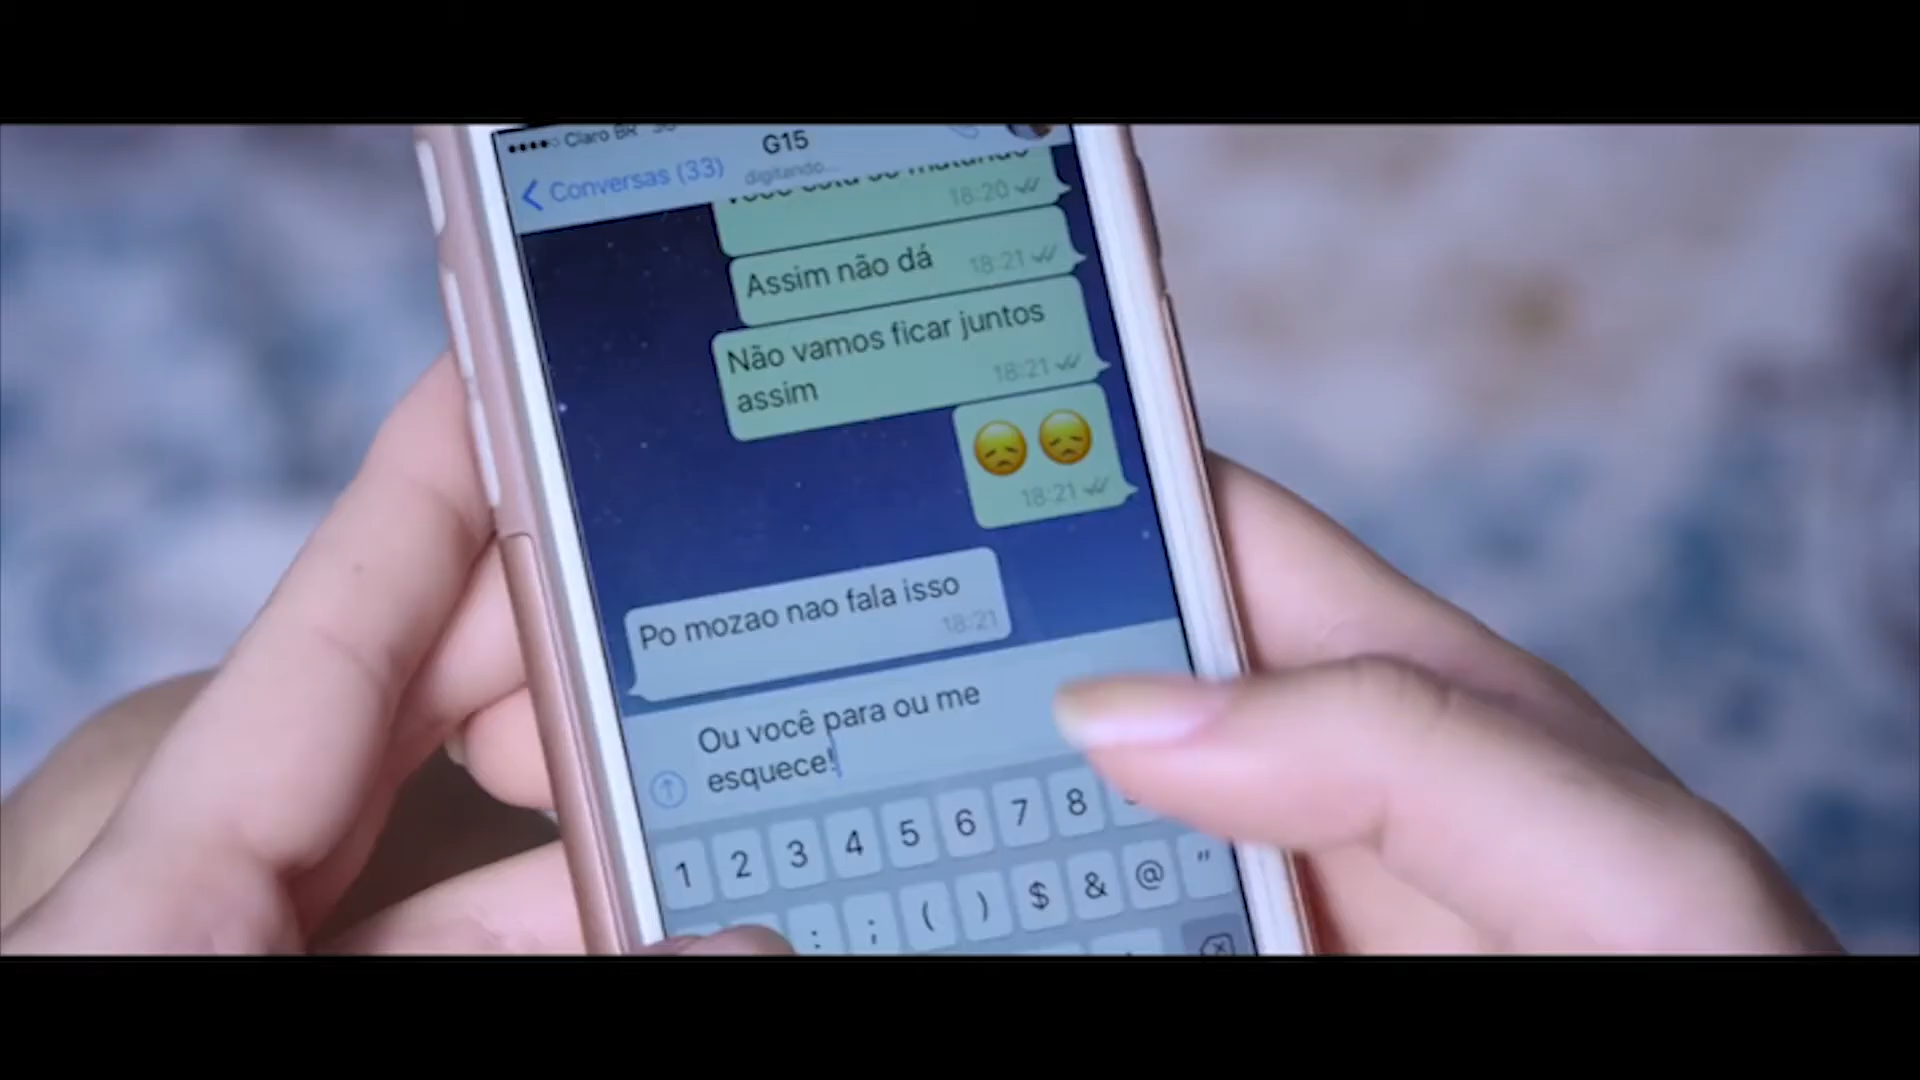 Claro BR 3G
G15
Conversas (33)
digitando...
18:20
Assim não dá 18:21
Não vamos ficar juntos
assim 18:21
18:21
Po mozao nao fala isso
18:21
Ou você para ou me
esquece!
1 2 3 4 5 6 7 8
: ; ( ) $ & @ "